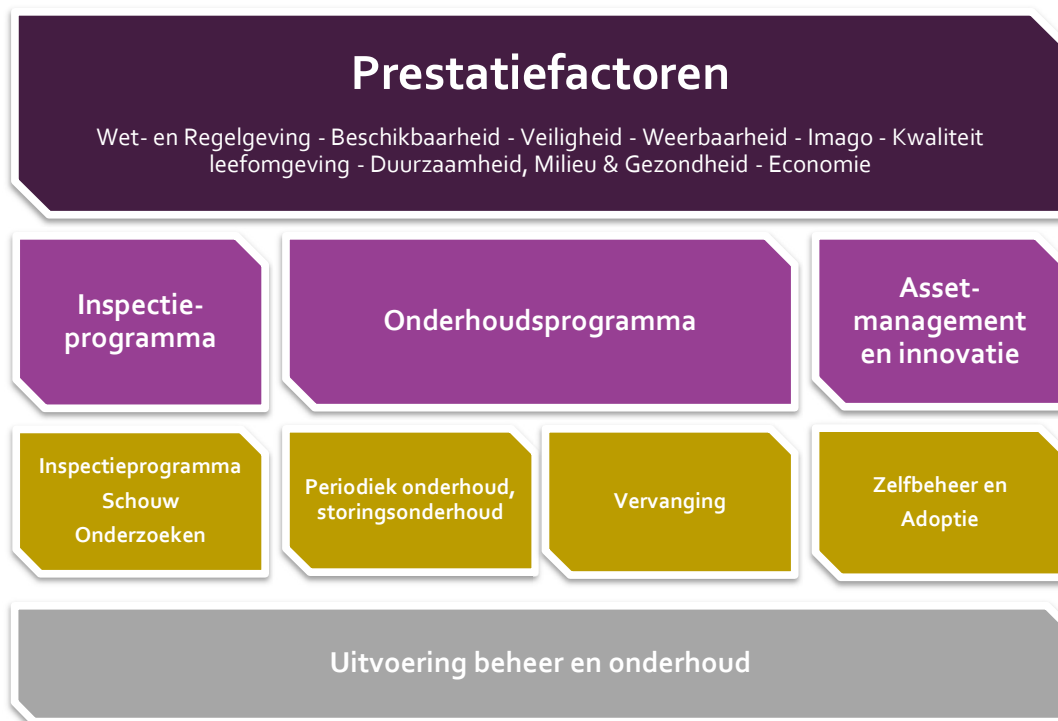 Prestatiefactoren
Wet- en Regelgeving - Beschikbaarheid - Veiligheid - Weerbaarheid - Imago - Kwaliteit
leefomgeving - Duurzaamheid, Milieu & Gezondheid - Economie
Inspectie-
programma
Onderhoudsprogramma
Asset-
management
en innovatie
Inspectieprogramma
Schouw
Onderzoeken
Periodiek onderhoud,
storingsonderhoud
Vervanging
Zelfbeheer en
Adoptie
Uitvoering beheer en onderhoud